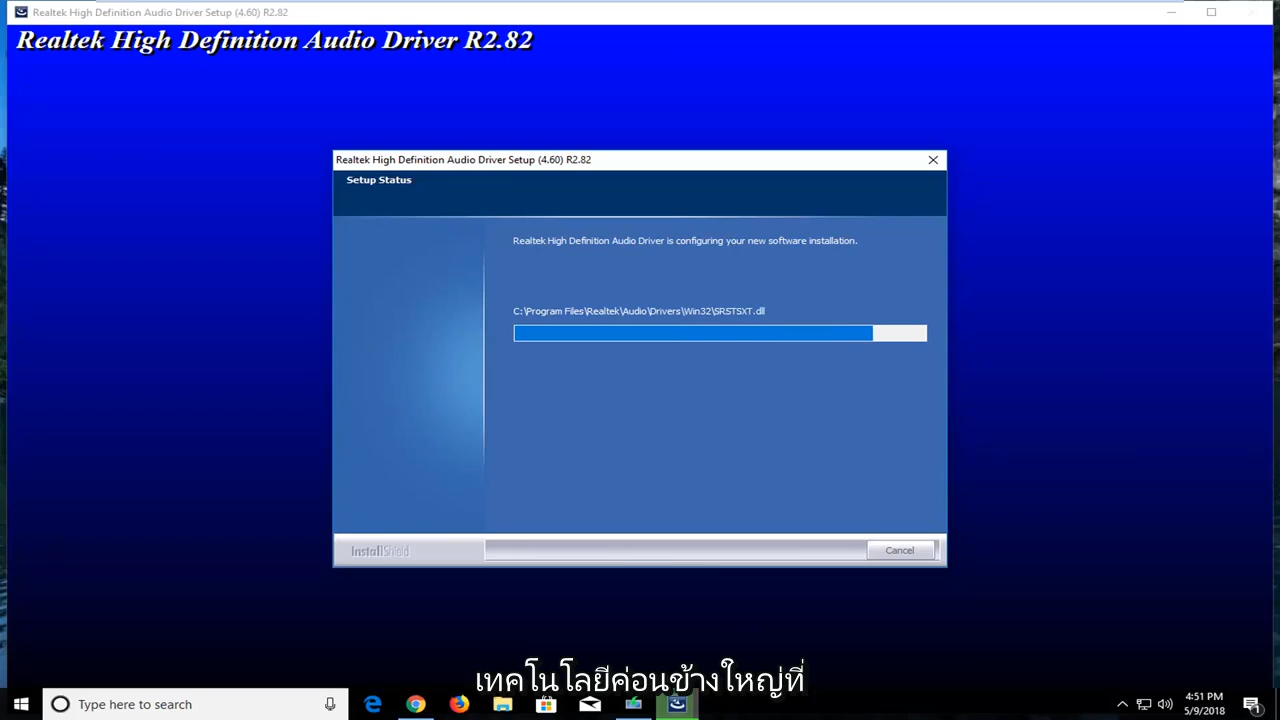 Realtek High Definition Audio Driver Setup (4.60) R2.82
Realtek High Definition Audio Driver R2.82
Realtek High Definition Audio Driver Setup (4.60) R2.82
Setup Status
Realtek High Definition Audio Driver is configuring your new software installation.
C:\Program Files\Realtek\Audio\Drivers\Win32\SRSTSXT.dll
InstallShield
Cancel
เทคโนโลยีค่อนข้างใหญ่ที่
Type here to search
4:51 PM
5/9/2018
1